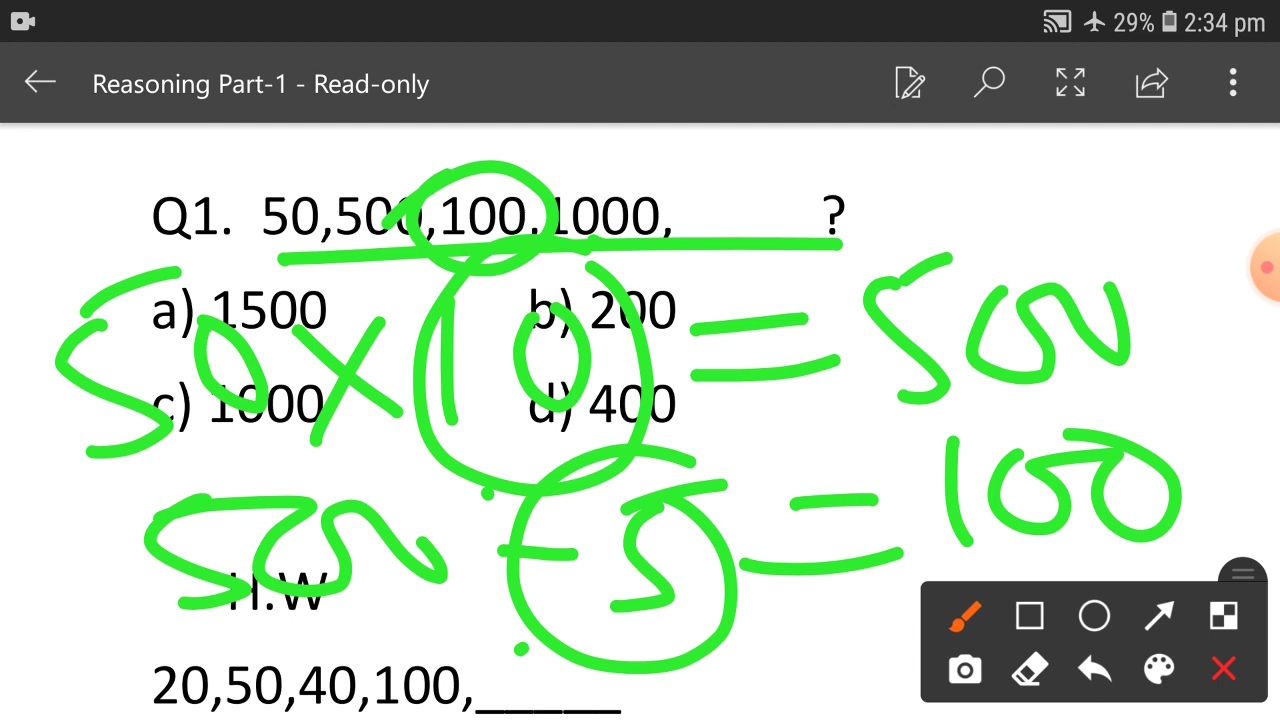 29% 2:34 pm
Reasoning Part-1 - Read-only
Q1. 50,500,100,1000, ?
a) 1500 b) 200
c) 1000 d) 400
50 x 10 = 500
500 ÷ 5 = 100
H.W
20,50,40,100,_____